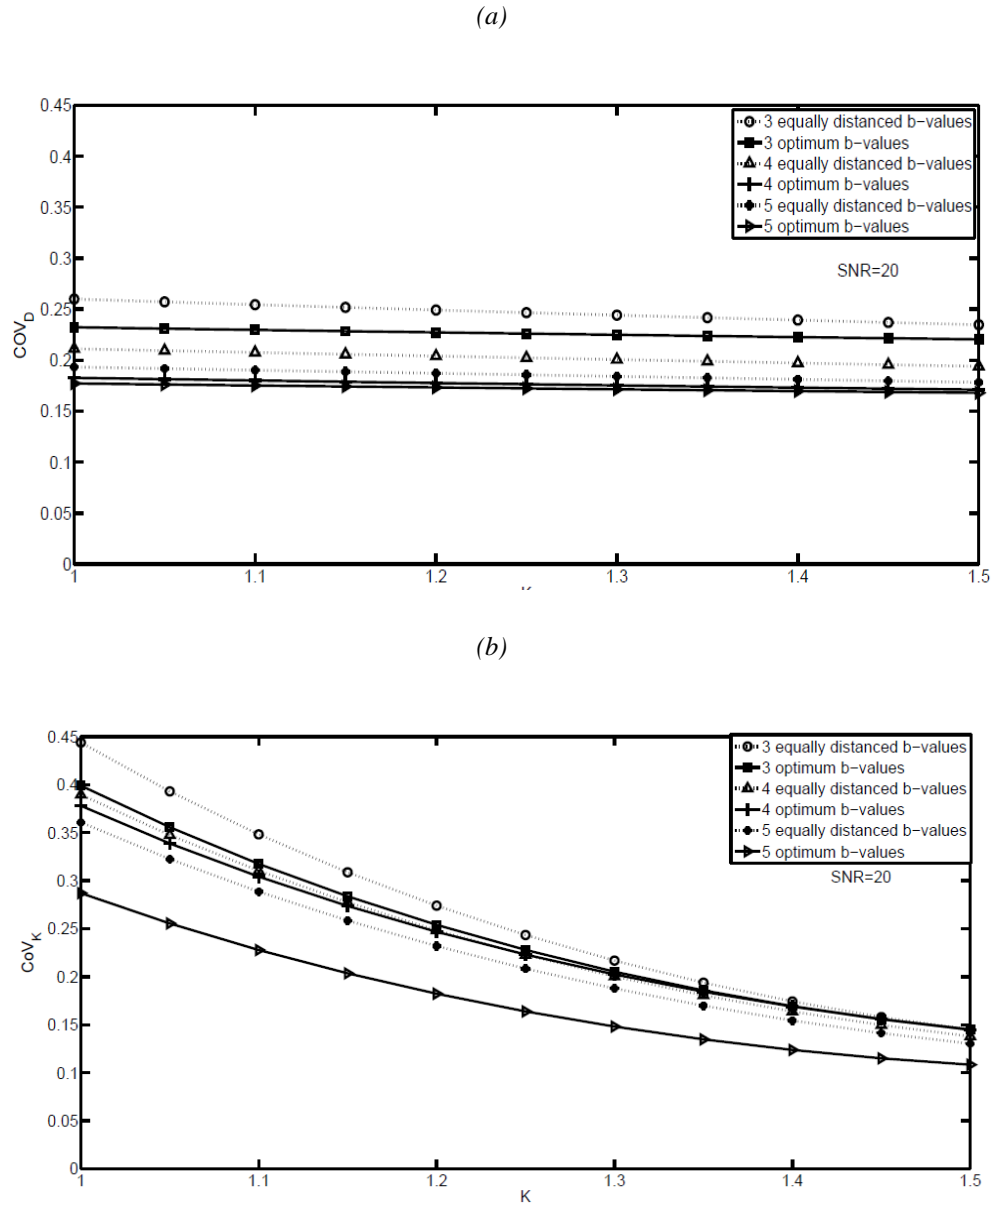 (a)
0.45
0.4
0.35
0.3
0.25
0.2
0.15
0.1
0.05
0
COV_D
3 equally distanced b-values
3 optimum b-values
4 equally distanced b-values
4 optimum b-values
5 equally distanced b-values
5 optimum b-values
SNR=20
1 1.1 1.2 1.3 1.4 1.5
(b)
0.45
0.4
0.35
0.3
0.25
0.2
0.15
0.1
0.05
0
CoV_K
3 equally distanced b-values
3 optimum b-values
4 equally distanced b-values
4 optimum b-values
5 equally distanced b-values
5 optimum b-values
SNR=20
1 1.1 1.2 1.3 1.4 1.5
K